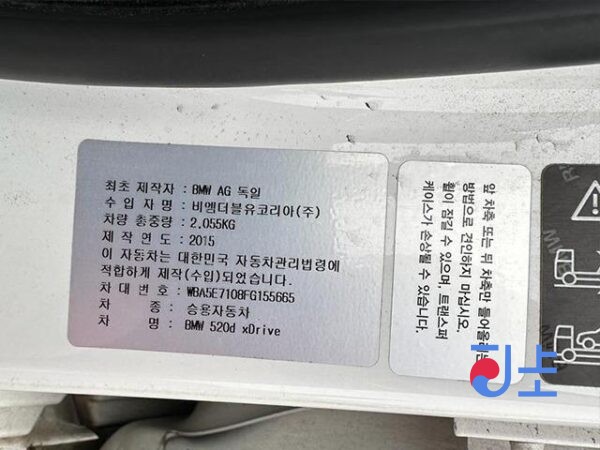 최초 제작자 : BMW AG 독일
수 입 자 명 : 비엠더블유코리아(주)
차량 총중량 : 2.055KG
제 작 연 도 : 2015
이 자동차는 대한민국 자동차관리법령에
적합하게 제작(수입)되었습니다.
차 대 번 호 : WBA5E7108FG155665
차 종 : 승용자동차
차 명 : BMW 520d xDrive
앞 차축 또는 뒤 차축만 들어올리는
방법으로 견인하지 마십시오.
휠이 잠길 수 있으며, 트랜스퍼
케이스가 손상될 수 있습니다.
BMW